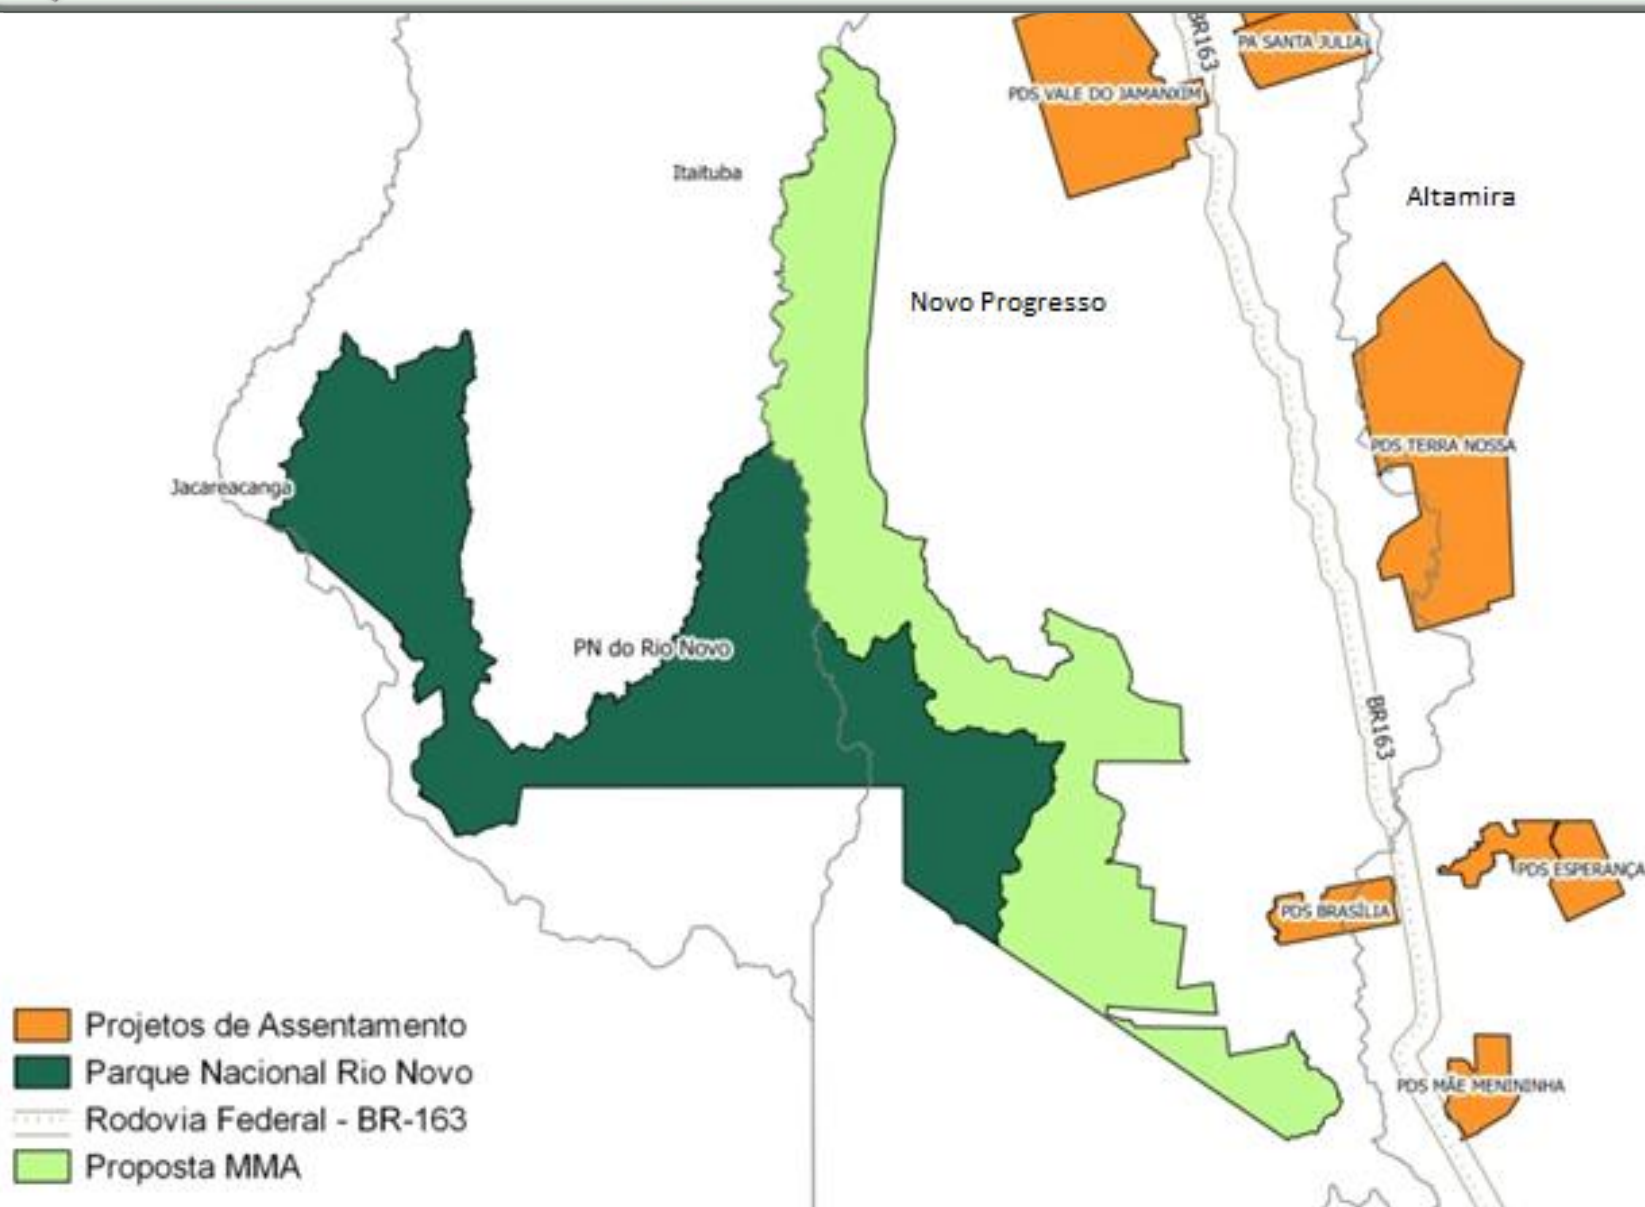 BR163
PA SANTA JULIA
PDS VALE DO JAMANXIM
Itaituba
Altamira
Novo Progresso
PDS TERRA NOSSA
Jacareacanga
PN do Rio Novo
BR163
PDS ESPERANÇA
PDS BRASÍLIA
Projetos de Assentamento
Parque Nacional Rio Novo
PDS MÃE MENININHA
Rodovia Federal - BR-163
Proposta MMA